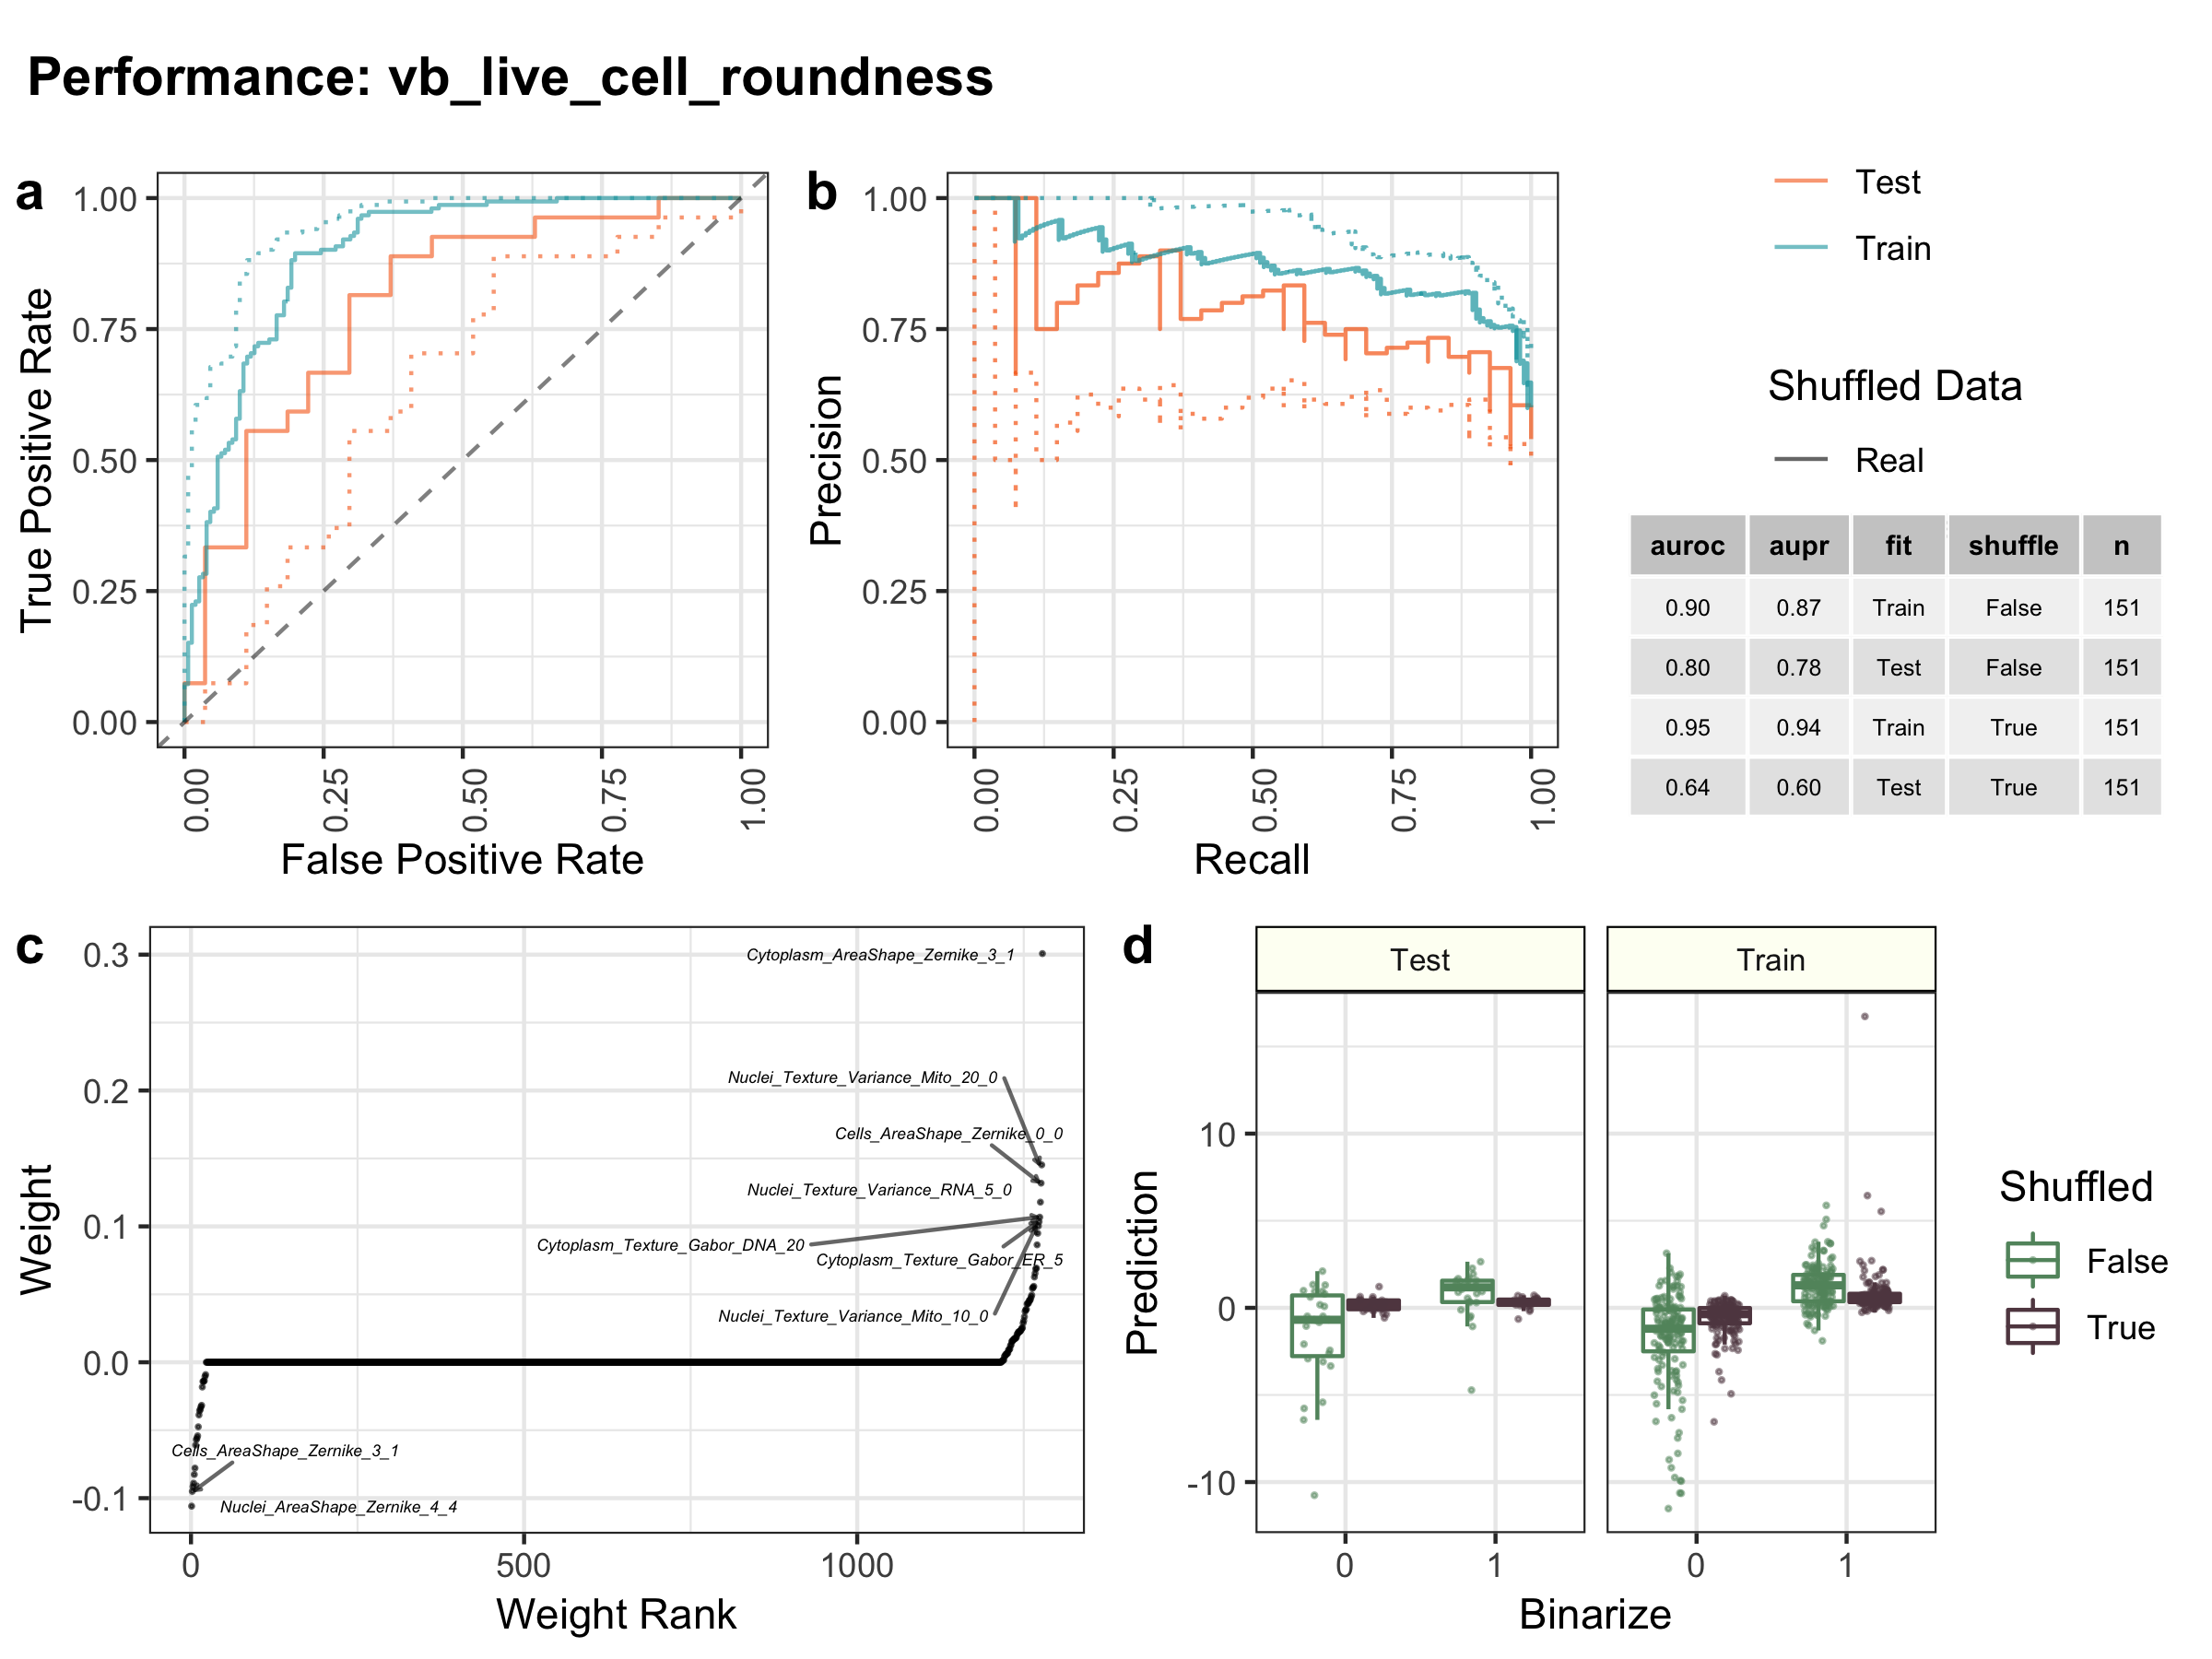 Performance: vb_live_cell_roundness
a
1.00
0.75
0.50
0.25
0.00
True Positive Rate
0.00
0.25
0.50
0.75
1.00
False Positive Rate
b
1.00
0.75
0.50
0.25
0.00
Precision
0.00
0.25
0.50
0.75
1.00
Recall
Test
Train
Shuffled Data
Real
auroc aupr fit shuffle n
0.90 0.87 Train False 151
0.80 0.78 Test False 151
0.95 0.94 Train True 151
0.64 0.60 Test True 151
c
0.3
0.2
0.1
0.0
-0.1
Weight
Cytoplasm_AreaShape_Zernike_3_1
Nuclei_Texture_Variance_Mito_20_0
Cells_AreaShape_Zernike_0_0
Nuclei_Texture_Variance_RNA_5_0
Cytoplasm_Texture_Gabor_DNA_20
Cytoplasm_Texture_Gabor_ER_5
Nuclei_Texture_Variance_Mito_10_0
Cells_AreaShape_Zernike_3_1
Nuclei_AreaShape_Zernike_4_4
0
500
1000
Weight Rank
d
Test
Train
10
0
-10
Prediction
0
1
0
1
Binarize
Shuffled
False
True